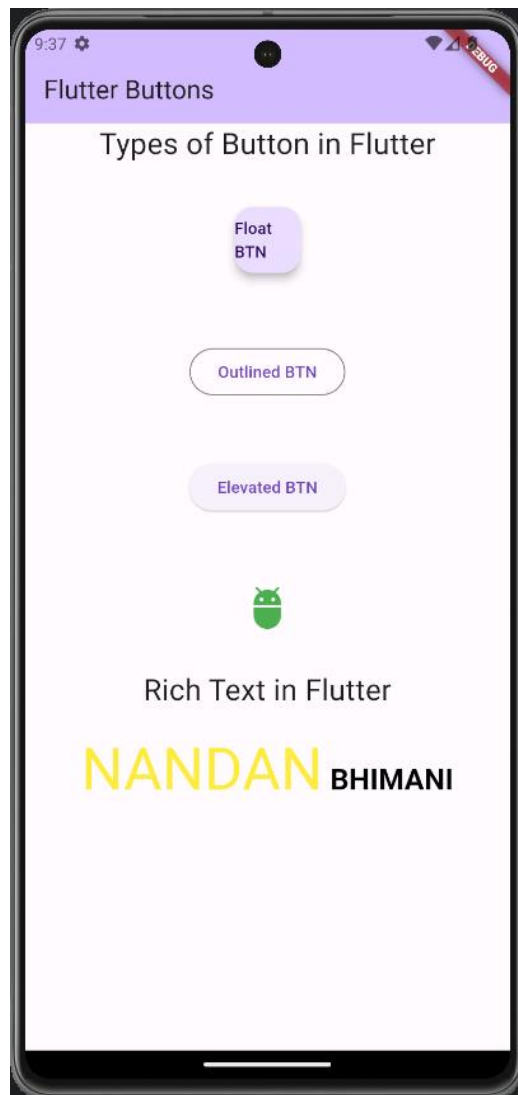 9:37
DEBUG
Flutter Buttons
Types of Button in Flutter
Float
BTN
Outlined BTN
Elevated BTN
Rich Text in Flutter
NANDAN BHIMANI